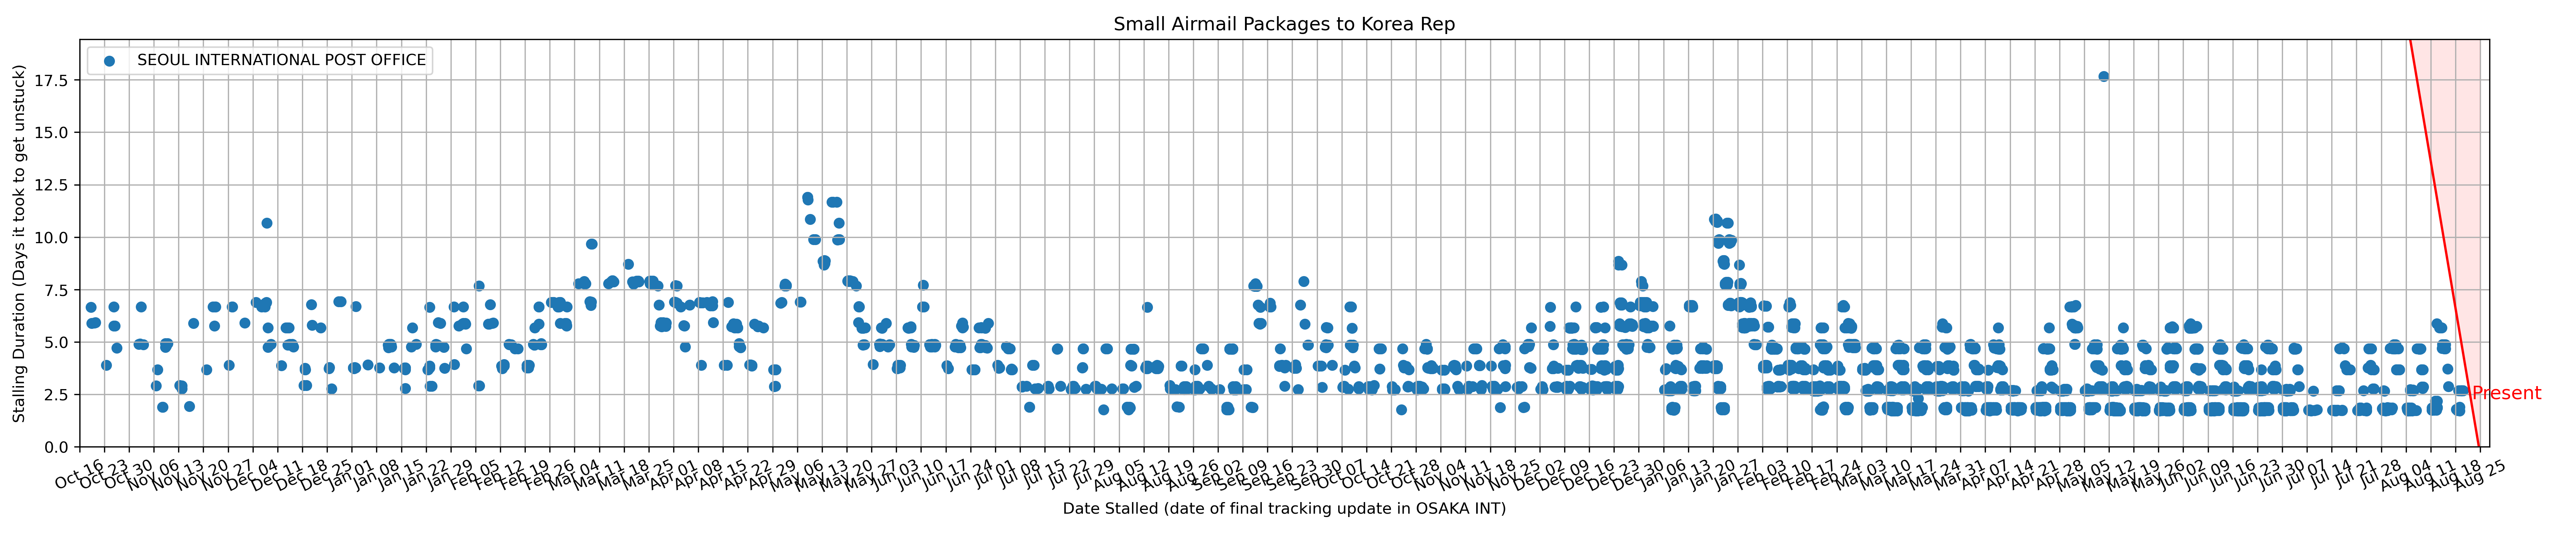 Small Airmail Packages to Korea Rep
SEOUL INTERNATIONAL POST OFFICE
Stalling Duration (Days it took to get unstuck)
17.5
15.0
12.5
10.0
7.5
5.0
2.5
0.0
Present
Oct 16
Oct 23
Oct 30
Nov 06
Nov 13
Nov 20
Nov 27
Dec 04
Dec 11
Dec 18
Dec 25
Jan 01
Jan 08
Jan 15
Jan 22
Jan 29
Feb 05
Feb 12
Feb 19
Feb 26
Mar 04
Mar 11
Mar 18
Mar 25
Apr 01
Apr 08
Apr 15
Apr 22
Apr 29
May 06
May 13
May 20
May 27
Jun 03
Jun 10
Jun 17
Jun 24
Jul 01
Jul 08
Jul 15
Jul 22
Jul 29
Aug 05
Aug 12
Aug 19
Aug 26
Sep 02
Sep 09
Sep 16
Sep 23
Sep 30
Oct 07
Oct 14
Oct 21
Oct 28
Nov 04
Nov 11
Nov 18
Nov 25
Dec 02
Dec 09
Dec 16
Dec 23
Dec 30
Jan 06
Jan 13
Jan 20
Jan 27
Feb 03
Feb 10
Feb 17
Feb 24
Mar 03
Mar 10
Mar 17
Mar 24
Mar 31
Apr 07
Apr 14
Apr 21
Apr 28
May 05
May 12
May 19
May 26
Jun 02
Jun 09
Jun 16
Jun 23
Jun 30
Jul 07
Jul 14
Jul 21
Jul 28
Aug 04
Aug 11
Aug 18
Aug 25
Date Stalled (date of final tracking update in OSAKA INT)